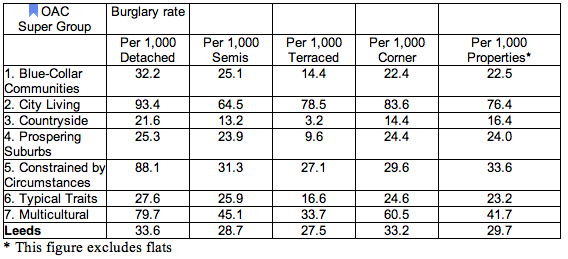 OAC Burglary rate
Super Group
Per 1,000 Per 1,000 Per 1,000 Per 1,000 Per 1,000
Detached Semis Terraced Corner Properties*
1. Blue-Collar 32.2 25.1 14.4 22.4 22.5
Communities
2. City Living 93.4 64.5 78.5 83.6 76.4
3. Countryside 21.6 13.2 3.2 14.4 16.4
4. Prospering 25.3 23.9 9.6 24.4 24.0
Suburbs
5. Constrained by 88.1 31.3 27.1 29.6 33.6
Circumstances
6. Typical Traits 27.6 25.9 16.6 24.6 23.2
7. Multicultural 79.7 45.1 33.7 60.5 41.7
Leeds 33.6 28.7 27.5 33.2 29.7
* This figure excludes flats